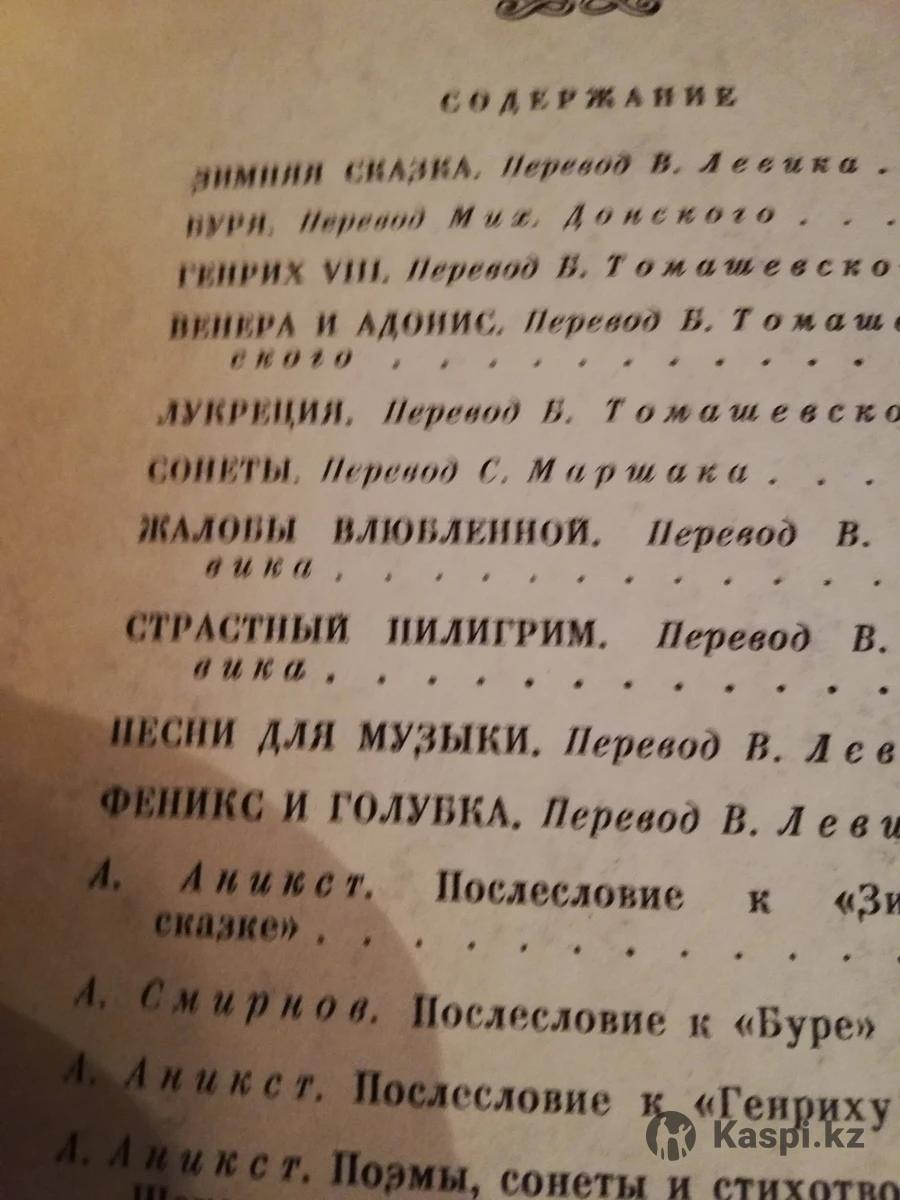 СОДЕРЖАНИЕ
ЗИМНЯЯ СКАЗКА. Перевод В. Левика .
БУРЯ. Перевод Мих. Донского . . .
ГЕНРИХ VIII. Перевод Б. Томашевско
ВЕНЕРА И АДОНИС. Перевод Б. Томаше
ского . . . . . . . . . . .
ЛУКРЕЦИЯ. Перевод Б. Томашевско
СОНЕТЫ. Перевод С. Маршака . . .
ЖАЛОБЫ ВЛЮБЛЕННОЙ. Перевод В.
вика . . . . . . . . . . . .
СТРАСТНЫЙ ПИЛИГРИМ. Перевод В.
вика . . . . . . . . . . . .
ПЕСНИ ДЛЯ МУЗЫКИ. Перевод В. Лев
ФЕНИКС И ГОЛУБКА. Перевод В. Леви
А. Аникст. Послесловие к «Зи
сказке» . . . . . . . . . . .
А. Смирнов. Послесловие к «Буре»
А. Аникст. Послесловие к «Генриху
А. Аникст. Поэмы, сонеты и стихотво
Kaspi.kz